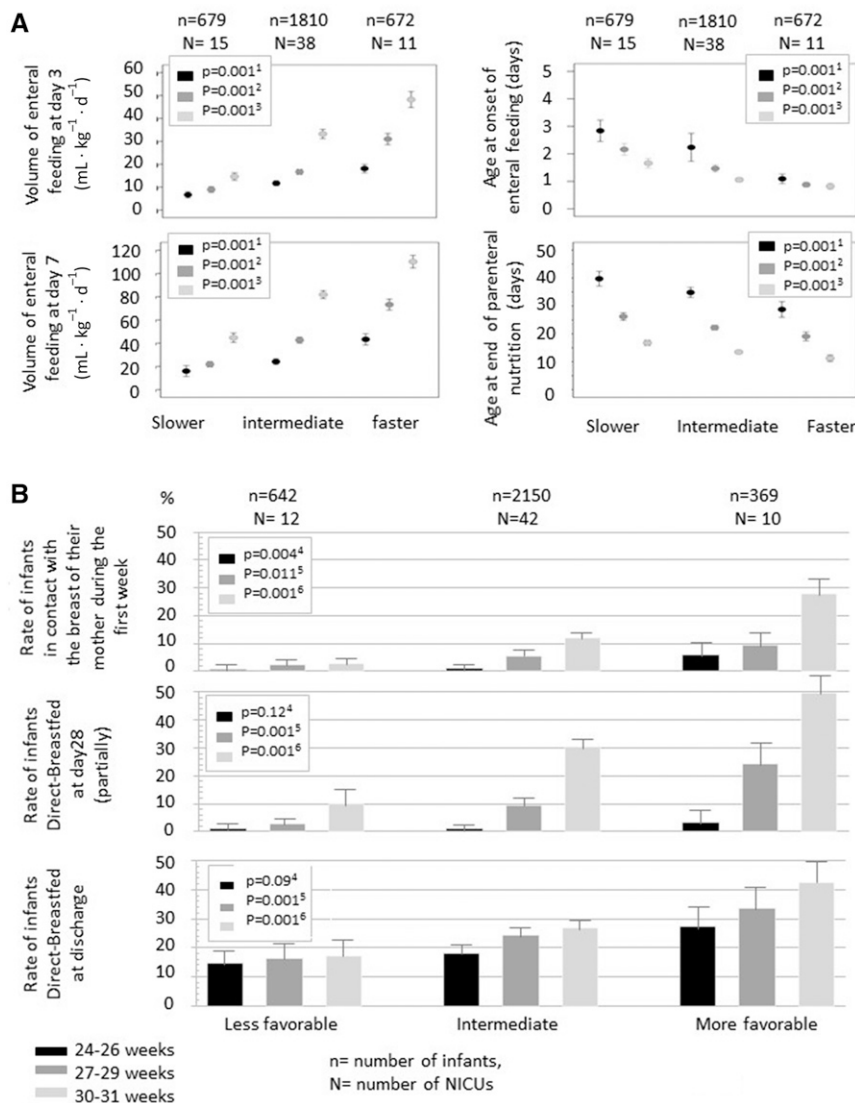 A
n=679 n=1810 n=672
N= 15 N=38 N= 11
Volume of enteral
feeding at day 3
(mL · kg⁻¹ · d⁻¹)
60
50
40
30
20
10
0
p=0.001¹
P=0.001²
P=0.001³
n=679 n=1810 n=672
N= 15 N=38 N= 11
Age at onset of
enteral feeding (days)
5
4
3
2
1
0
p=0.001¹
P=0.001²
P=0.001³
Volume of enteral
feeding at day 7
(mL · kg⁻¹ · d⁻¹)
120
100
80
60
40
20
0
p=0.001¹
P=0.001²
P=0.001³
Slower intermediate faster
Age at end of parenteral
nutrition (days)
50
40
30
20
10
0
p=0.001¹
P=0.001²
P=0.001³
Slower Intermediate Faster
B
% n=642 n=2150 n=369
N= 12 N=42 N= 10
Rate of infants
in contact with
the breast of their
mother during the
first week
50
40
30
20
10
0
p=0.004⁴
P=0.011⁵
P=0.001⁶
Rate of infants
Direct-Breastfed
at day28
(partially)
50
40
30
20
10
0
p=0.12⁴
P=0.001⁵
P=0.001⁶
Rate of infants
Direct-Breastfed
at discharge
50
40
30
20
10
0
p=0.09⁴
P=0.001⁵
P=0.001⁶
Less favorable Intermediate More favorable
24-26 weeks
27-29 weeks
30-31 weeks
n= number of infants,
N= number of NICUs